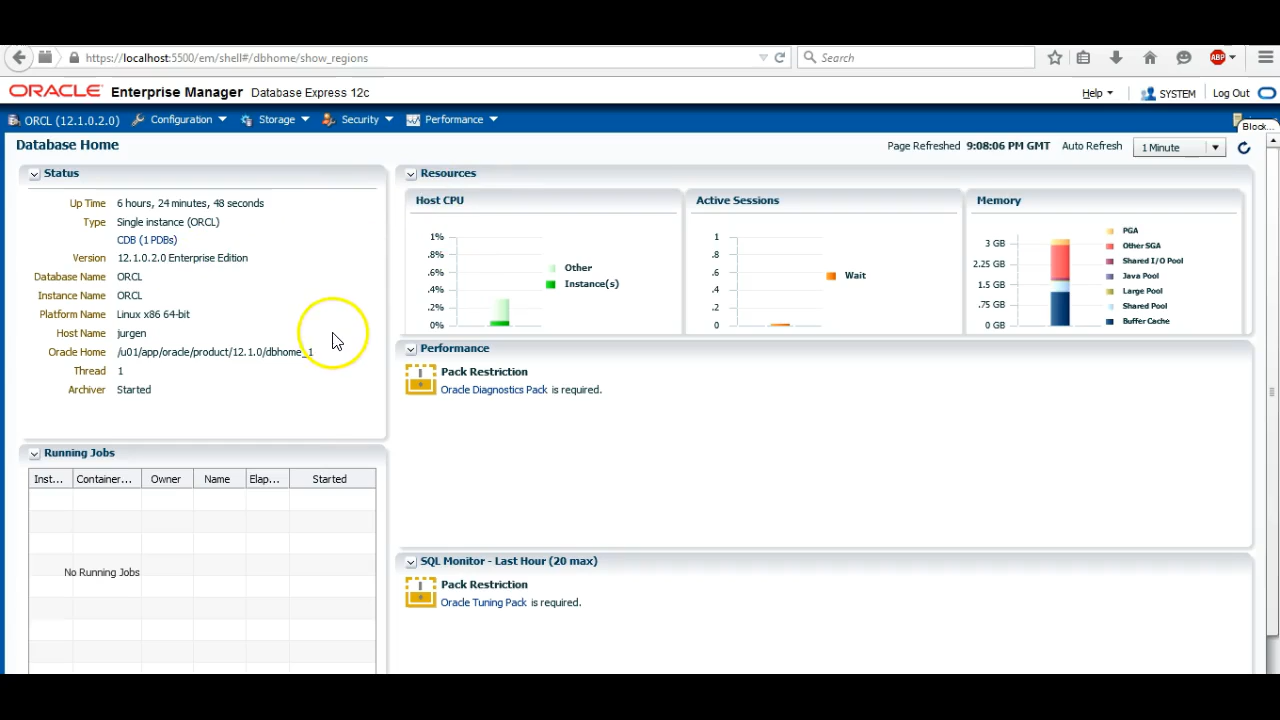 https://localhost:5500/em/shell#/dbhome/show_regions
Search
ABP
ORACLE Enterprise Manager Database Express 12c
Help
SYSTEM
Log Out
ORCL (12.1.0.2.0) Configuration Storage Security Performance
Block...
Database Home
Page Refreshed 9:08:06 PM GMT Auto Refresh 1 Minute
Status
Up Time 6 hours, 24 minutes, 48 seconds
Type Single instance (ORCL)
CDB (1 PDBs)
Version 12.1.0.2.0 Enterprise Edition
Database Name ORCL
Instance Name ORCL
Platform Name Linux x86 64-bit
Host Name jurgen
Oracle Home /u01/app/oracle/product/12.1.0/dbhome_1
Thread 1
Archiver Started
Running Jobs
Inst... Container... Owner Name Elap... Started
No Running Jobs
Resources
Host CPU
1%
.8%
.6%
.4%
.2%
0%
Other
Instance(s)
Active Sessions
1
.8
.6
.4
.2
0
Wait
Memory
3 GB
2.25 GB
1.5 GB
.75 GB
0 GB
PGA
Other SGA
Shared I/O Pool
Java Pool
Large Pool
Shared Pool
Buffer Cache
Performance
Pack Restriction
Oracle Diagnostics Pack is required.
SQL Monitor - Last Hour (20 max)
Pack Restriction
Oracle Tuning Pack is required.